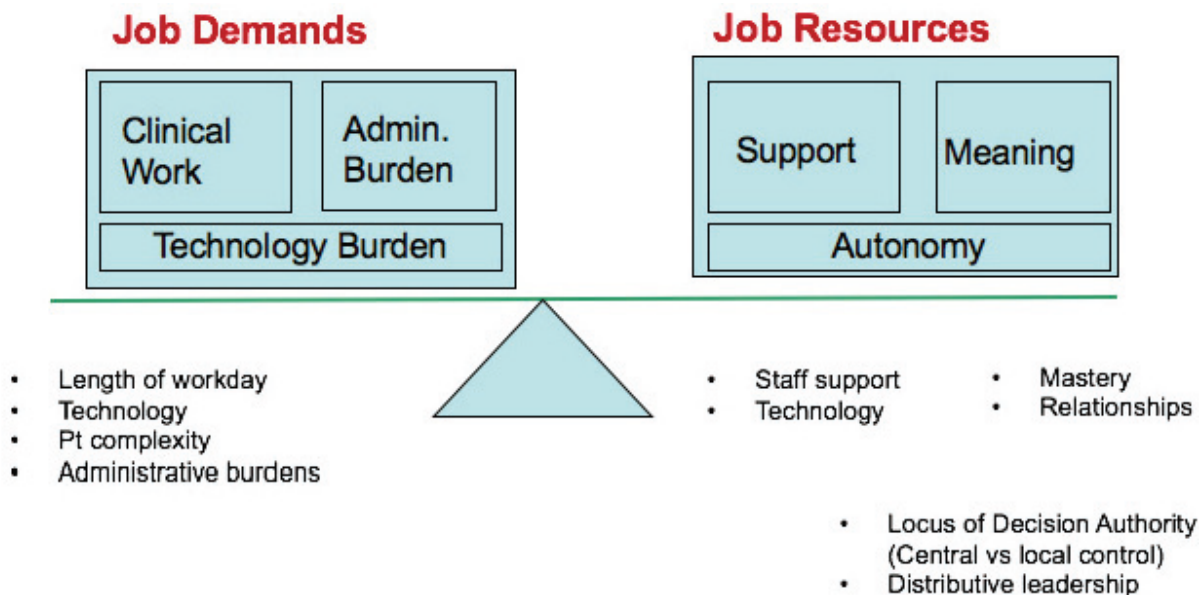 Job Demands
Clinical
Work
Admin.
Burden
Technology Burden
Job Resources
Support
Meaning
Autonomy
• Length of workday
• Technology
• Pt complexity
• Administrative burdens
• Staff support
• Technology
• Mastery
• Relationships
• Locus of Decision Authority
(Central vs local control)
• Distributive leadership